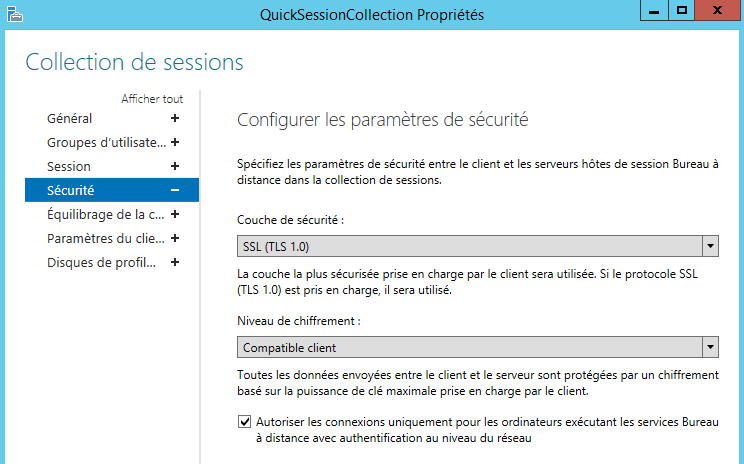 QuickSessionCollection Propriétés
Collection de sessions
Afficher tout
Général
Groupes d'utilisate...
Session
Sécurité
Équilibrage de la c...
Paramètres du clie...
Disques de profil...
Configurer les paramètres de sécurité
Spécifiez les paramètres de sécurité entre le client et les serveurs hôtes de session Bureau à
distance dans la collection de sessions.
Couche de sécurité :
SSL (TLS 1.0)
La couche la plus sécurisée prise en charge par le client sera utilisée. Si le protocole SSL
(TLS 1.0) est pris en charge, il sera utilisé.
Niveau de chiffrement :
Compatible client
Toutes les données envoyées entre le client et le serveur sont protégées par un chiffrement
basé sur la puissance de clé maximale prise en charge par le client.
Autoriser les connexions uniquement pour les ordinateurs exécutant les services Bureau
à distance avec authentification au niveau du réseau